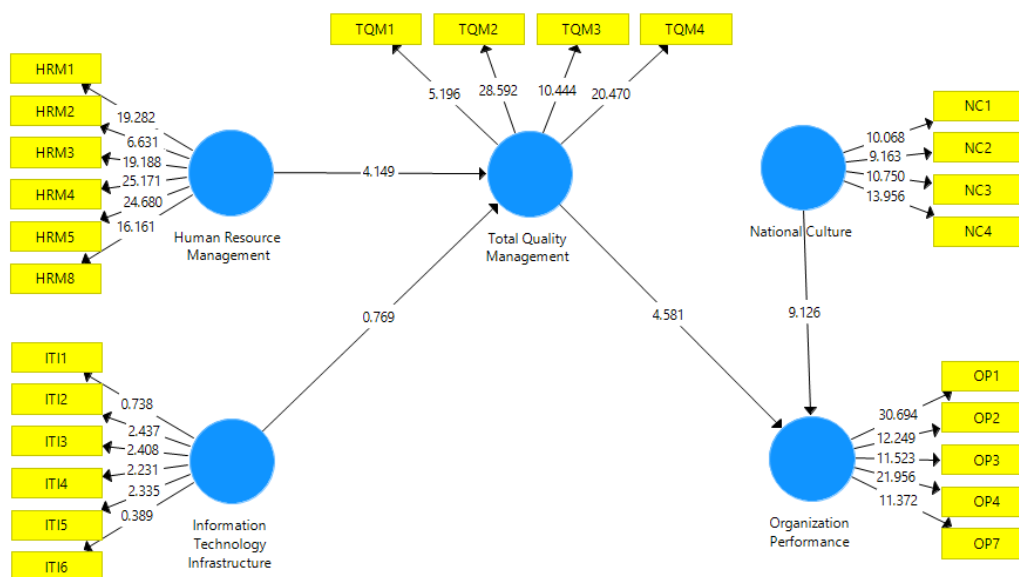 TQM1
TQM2
TQM3
TQM4
5.196
28.592
10.444
20.470
HRM1
HRM2
HRM3
HRM4
HRM5
HRM8
19.282
6.631
19.188
25.171
24.680
16.161
Human Resource
Management
4.149
Total Quality
Management
NC1
NC2
NC3
NC4
10.068
9.163
10.750
13.956
National Culture
0.769
4.581
9.126
ITI1
ITI2
ITI3
ITI4
ITI5
ITI6
0.738
2.437
2.408
2.231
2.335
0.389
Information
Technology
Infrastructure
OP1
OP2
OP3
OP4
OP7
30.694
12.249
11.523
21.956
11.372
Organization
Performance